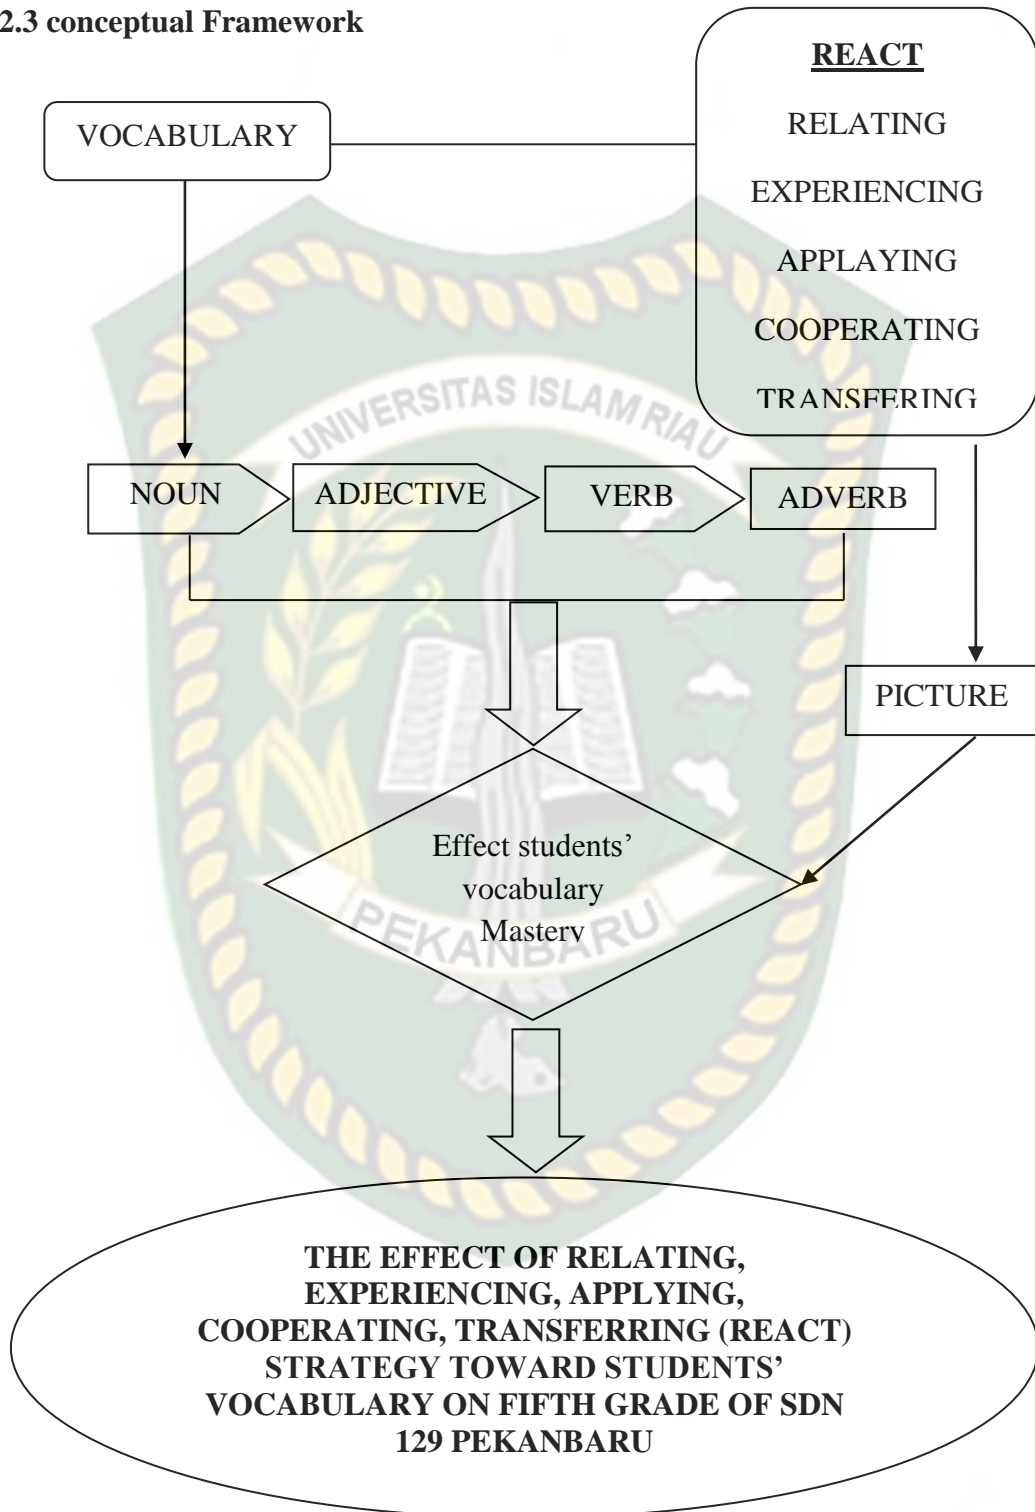 2.3 conceptual Framework
REACT
RELATING
EXPERIENCING
APPLAYING
COOPERATING
TRANSFERING
VOCABULARY
UNIVERSITAS ISLAM RIAU
NOUN
ADJECTIVE
VERB
ADVERB
PICTURE
Effect students’
vocabulary
Mastery
PEKANBARU
THE EFFECT OF RELATING,
EXPERIENCING, APPLYING,
COOPERATING, TRANSFERRING (REACT)
STRATEGY TOWARD STUDENTS’
VOCABULARY ON FIFTH GRADE OF SDN
129 PEKANBARU